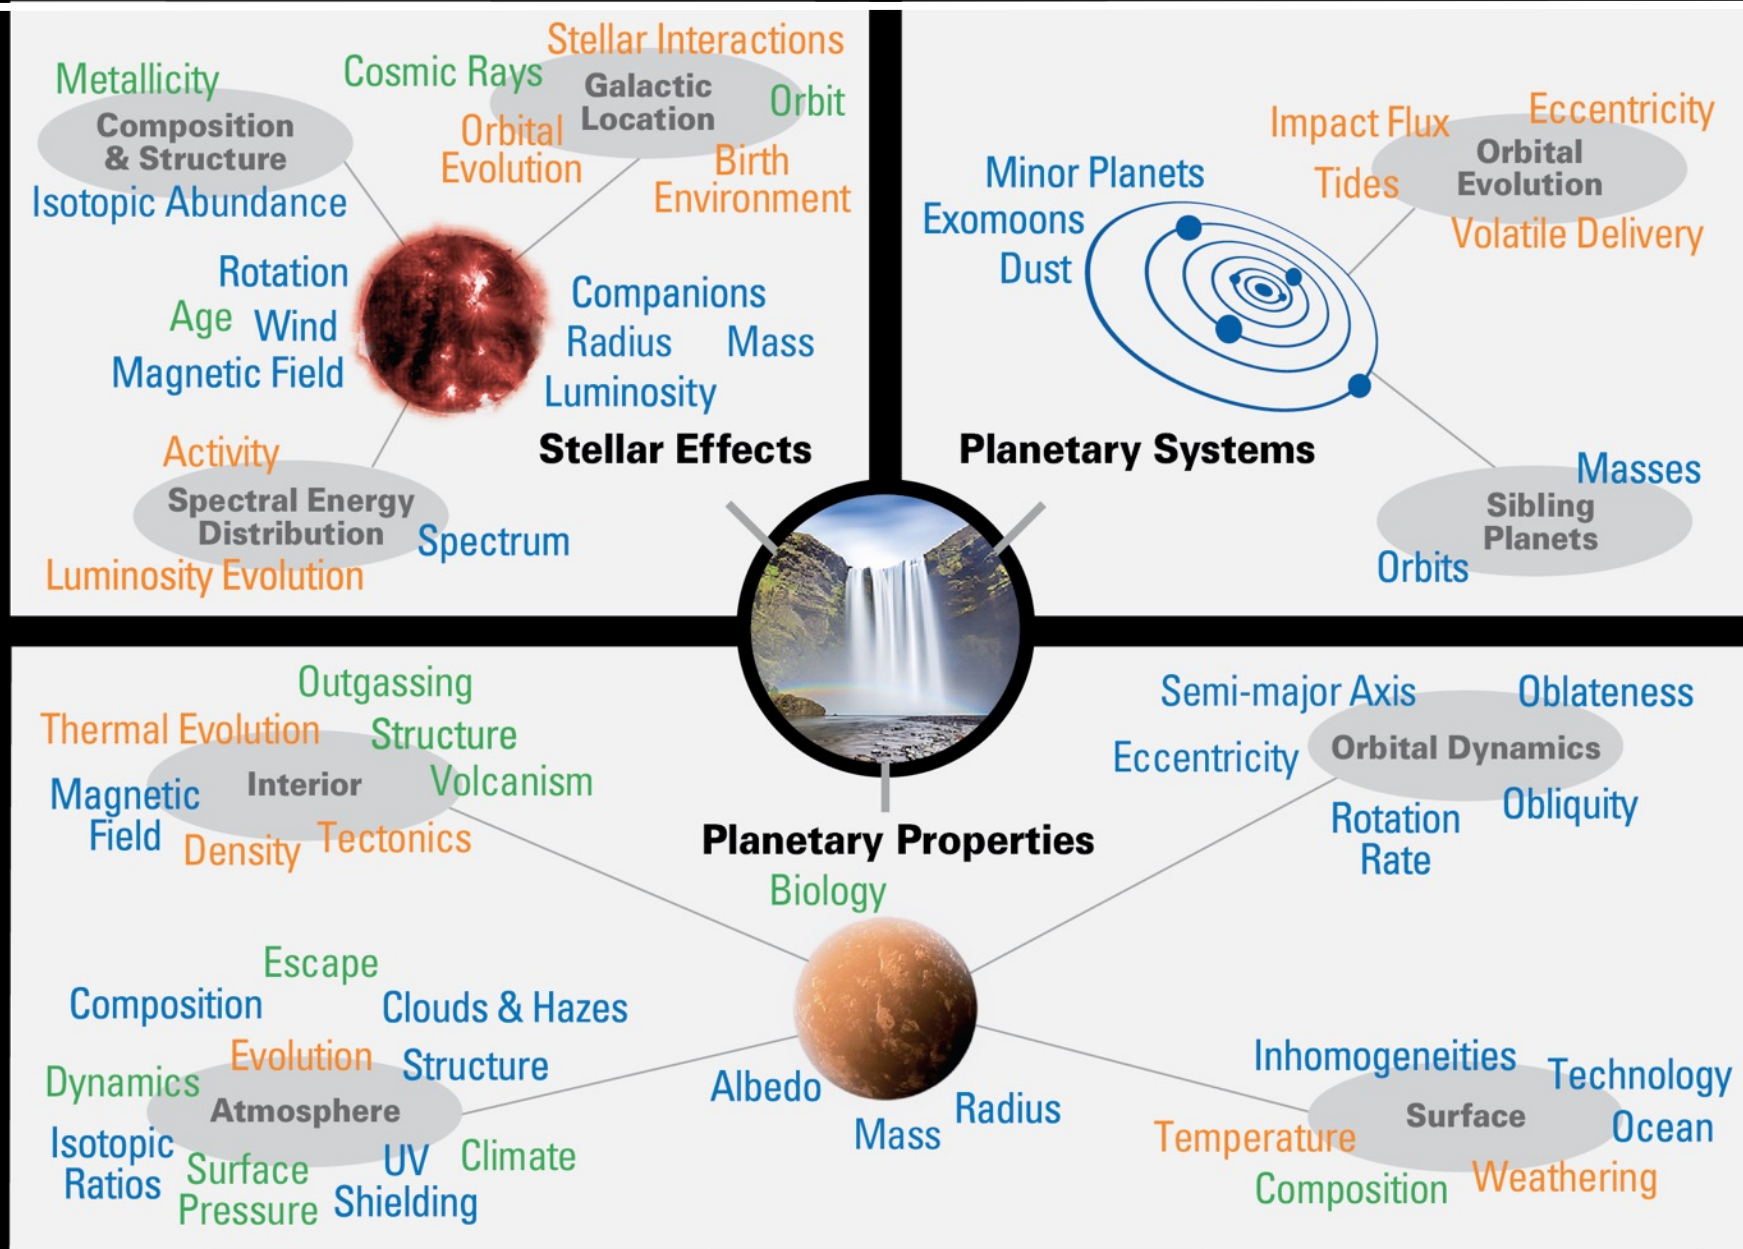 Stellar Interactions
Metallicity
Cosmic Rays
Galactic
Location
Orbit
Composition
& Structure
Orbital
Evolution
Birth
Environment
Isotopic Abundance
Rotation
Age
Wind
Magnetic Field
Companions
Radius
Mass
Luminosity
Activity
Spectral Energy
Distribution
Spectrum
Luminosity Evolution
Stellar Effects
Planetary Systems
Impact Flux
Eccentricity
Orbital
Evolution
Tides
Volatile Delivery
Minor Planets
Exomoons
Dust
Masses
Sibling
Planets
Orbits
Outgassing
Thermal Evolution
Structure
Interior
Volcanism
Magnetic
Field
Density
Tectonics
Planetary Properties
Biology
Semi-major Axis
Oblateness
Eccentricity
Orbital Dynamics
Rotation
Rate
Obliquity
Escape
Composition
Clouds & Hazes
Evolution
Structure
Dynamics
Atmosphere
Isotopic
Ratios
Surface
Pressure
UV
Shielding
Climate
Albedo
Mass
Radius
Inhomogeneities
Technology
Surface
Ocean
Temperature
Composition
Weathering